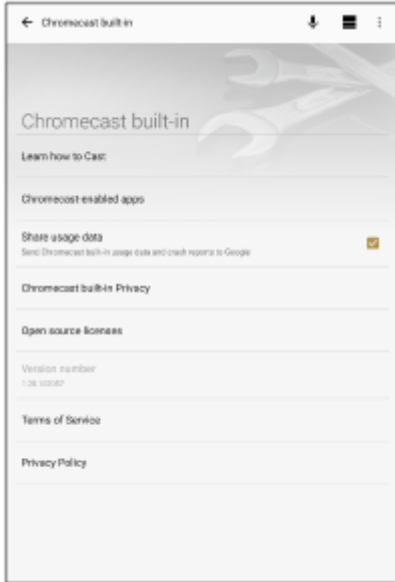 Chromecast built-in
Chromecast built-in
Learn how to Cast
Chromecast-enabled apps
Share usage data
Send Chromecast built-in usage data and crash reports to Google
Chromecast built-in Privacy
Open source licenses
Version number
Terms of Service
Privacy Policy